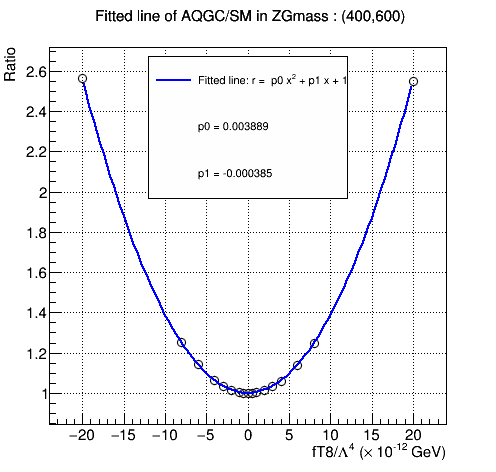 Fitted line of AQGC/SM in ZGmass : (400,600)
Ratio
Fitted line: r =  p0 x² + p1 x + 1
p0 = 0.003889
p1 = -0.000385
2.6
2.4
2.2
2
1.8
1.6
1.4
1.2
1
−20 −15 −10 −5 0 5 10 15 20
fT8/Λ⁴ (× 10⁻¹² GeV)